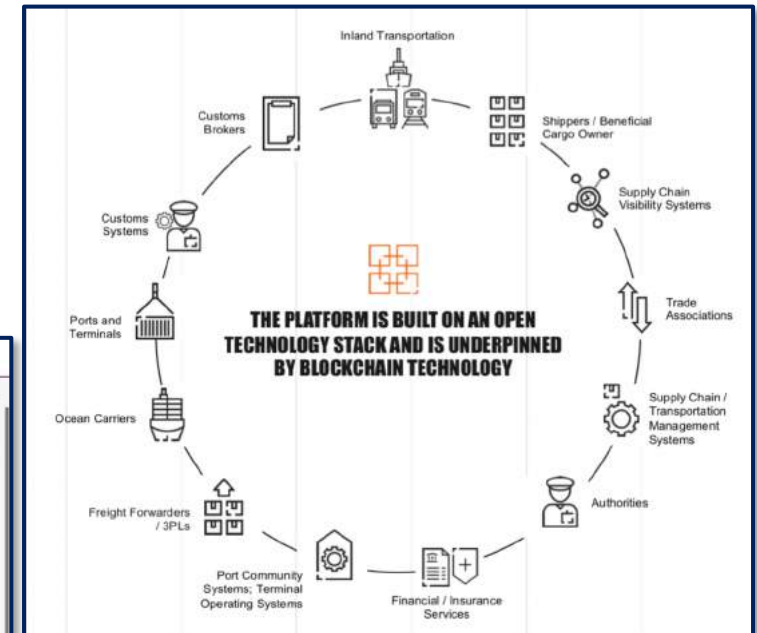 Inland Transportation
Customs
Brokers
Shippers / Beneficial
Cargo Owner
Supply Chain
Visibility Systems
Customs
Systems
Ports and
Terminals
THE PLATFORM IS BUILT ON AN OPEN
TECHNOLOGY STACK AND IS UNDERPINNED
BY BLOCKCHAIN TECHNOLOGY
Trade
Associations
Ocean Carriers
Supply Chain /
Transportation
Management
Systems
Freight Forwarders
/ 3PLs
Authorities
Port Community
Systems; Terminal
Operating Systems
Financial / Insurance
Services